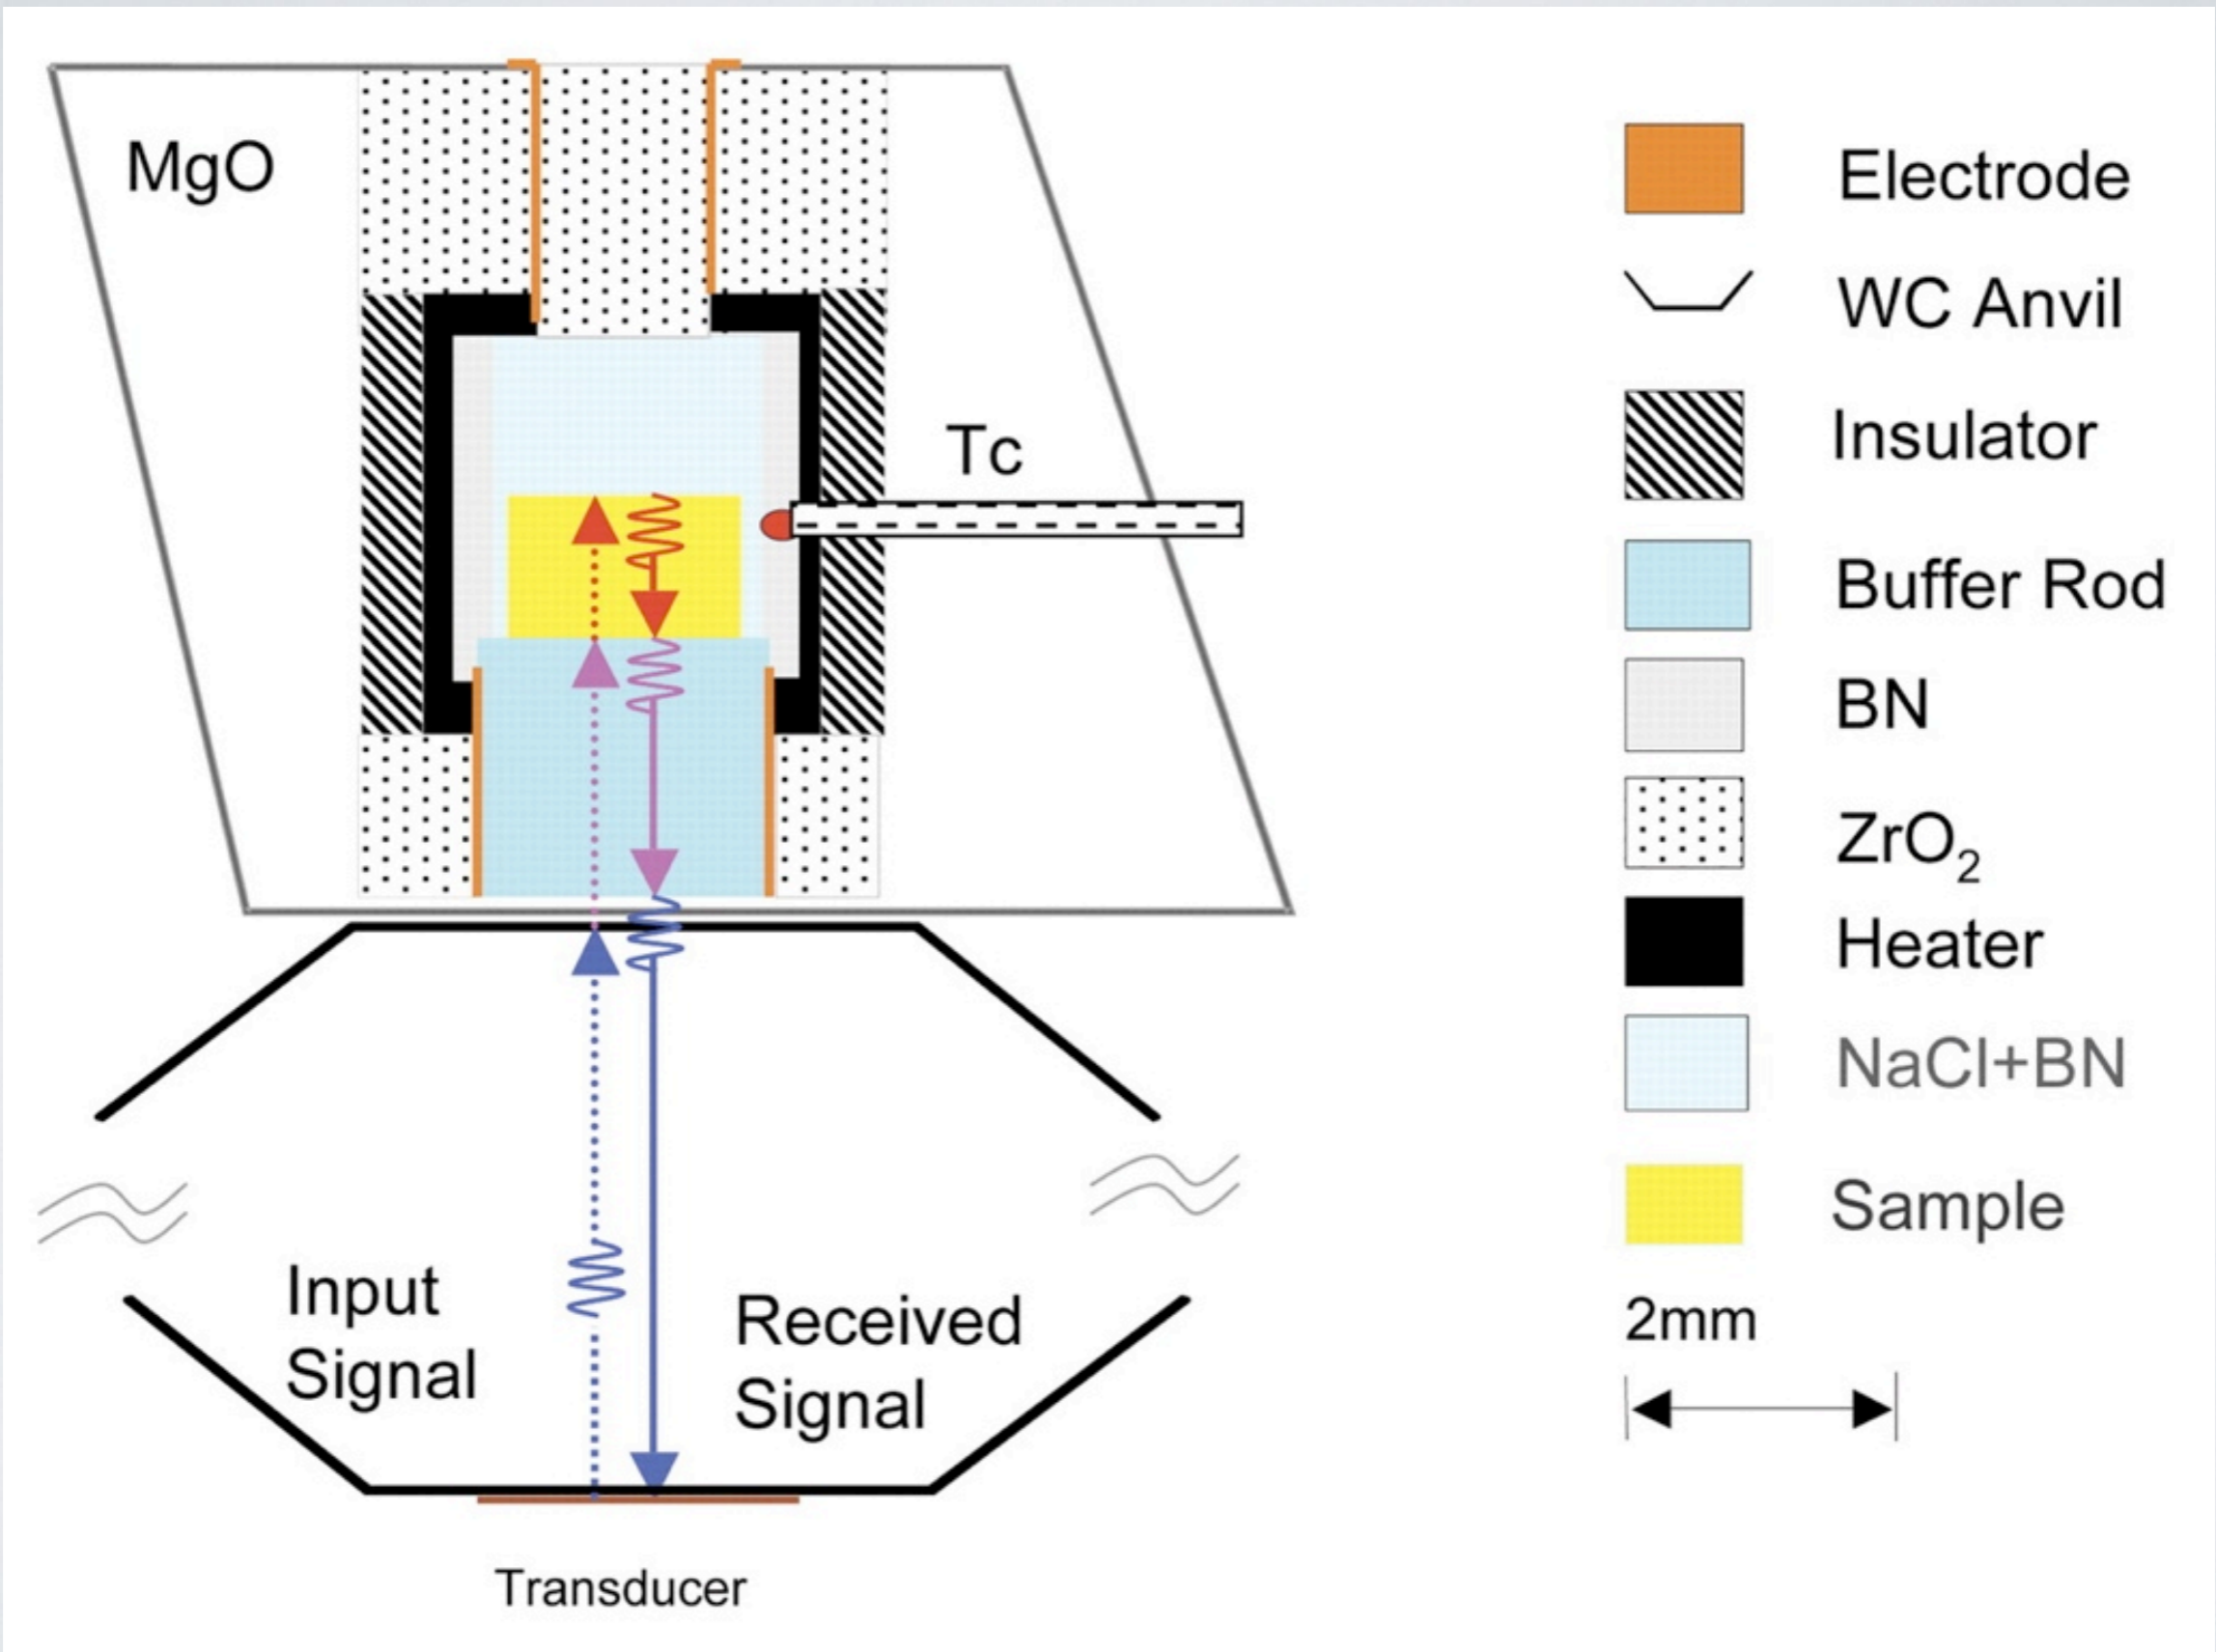 MgO
Tc
Input
Signal
Received
Signal
Transducer
Electrode
WC Anvil
Insulator
Buffer Rod
BN
ZrO₂
Heater
NaCl+BN
Sample
2mm